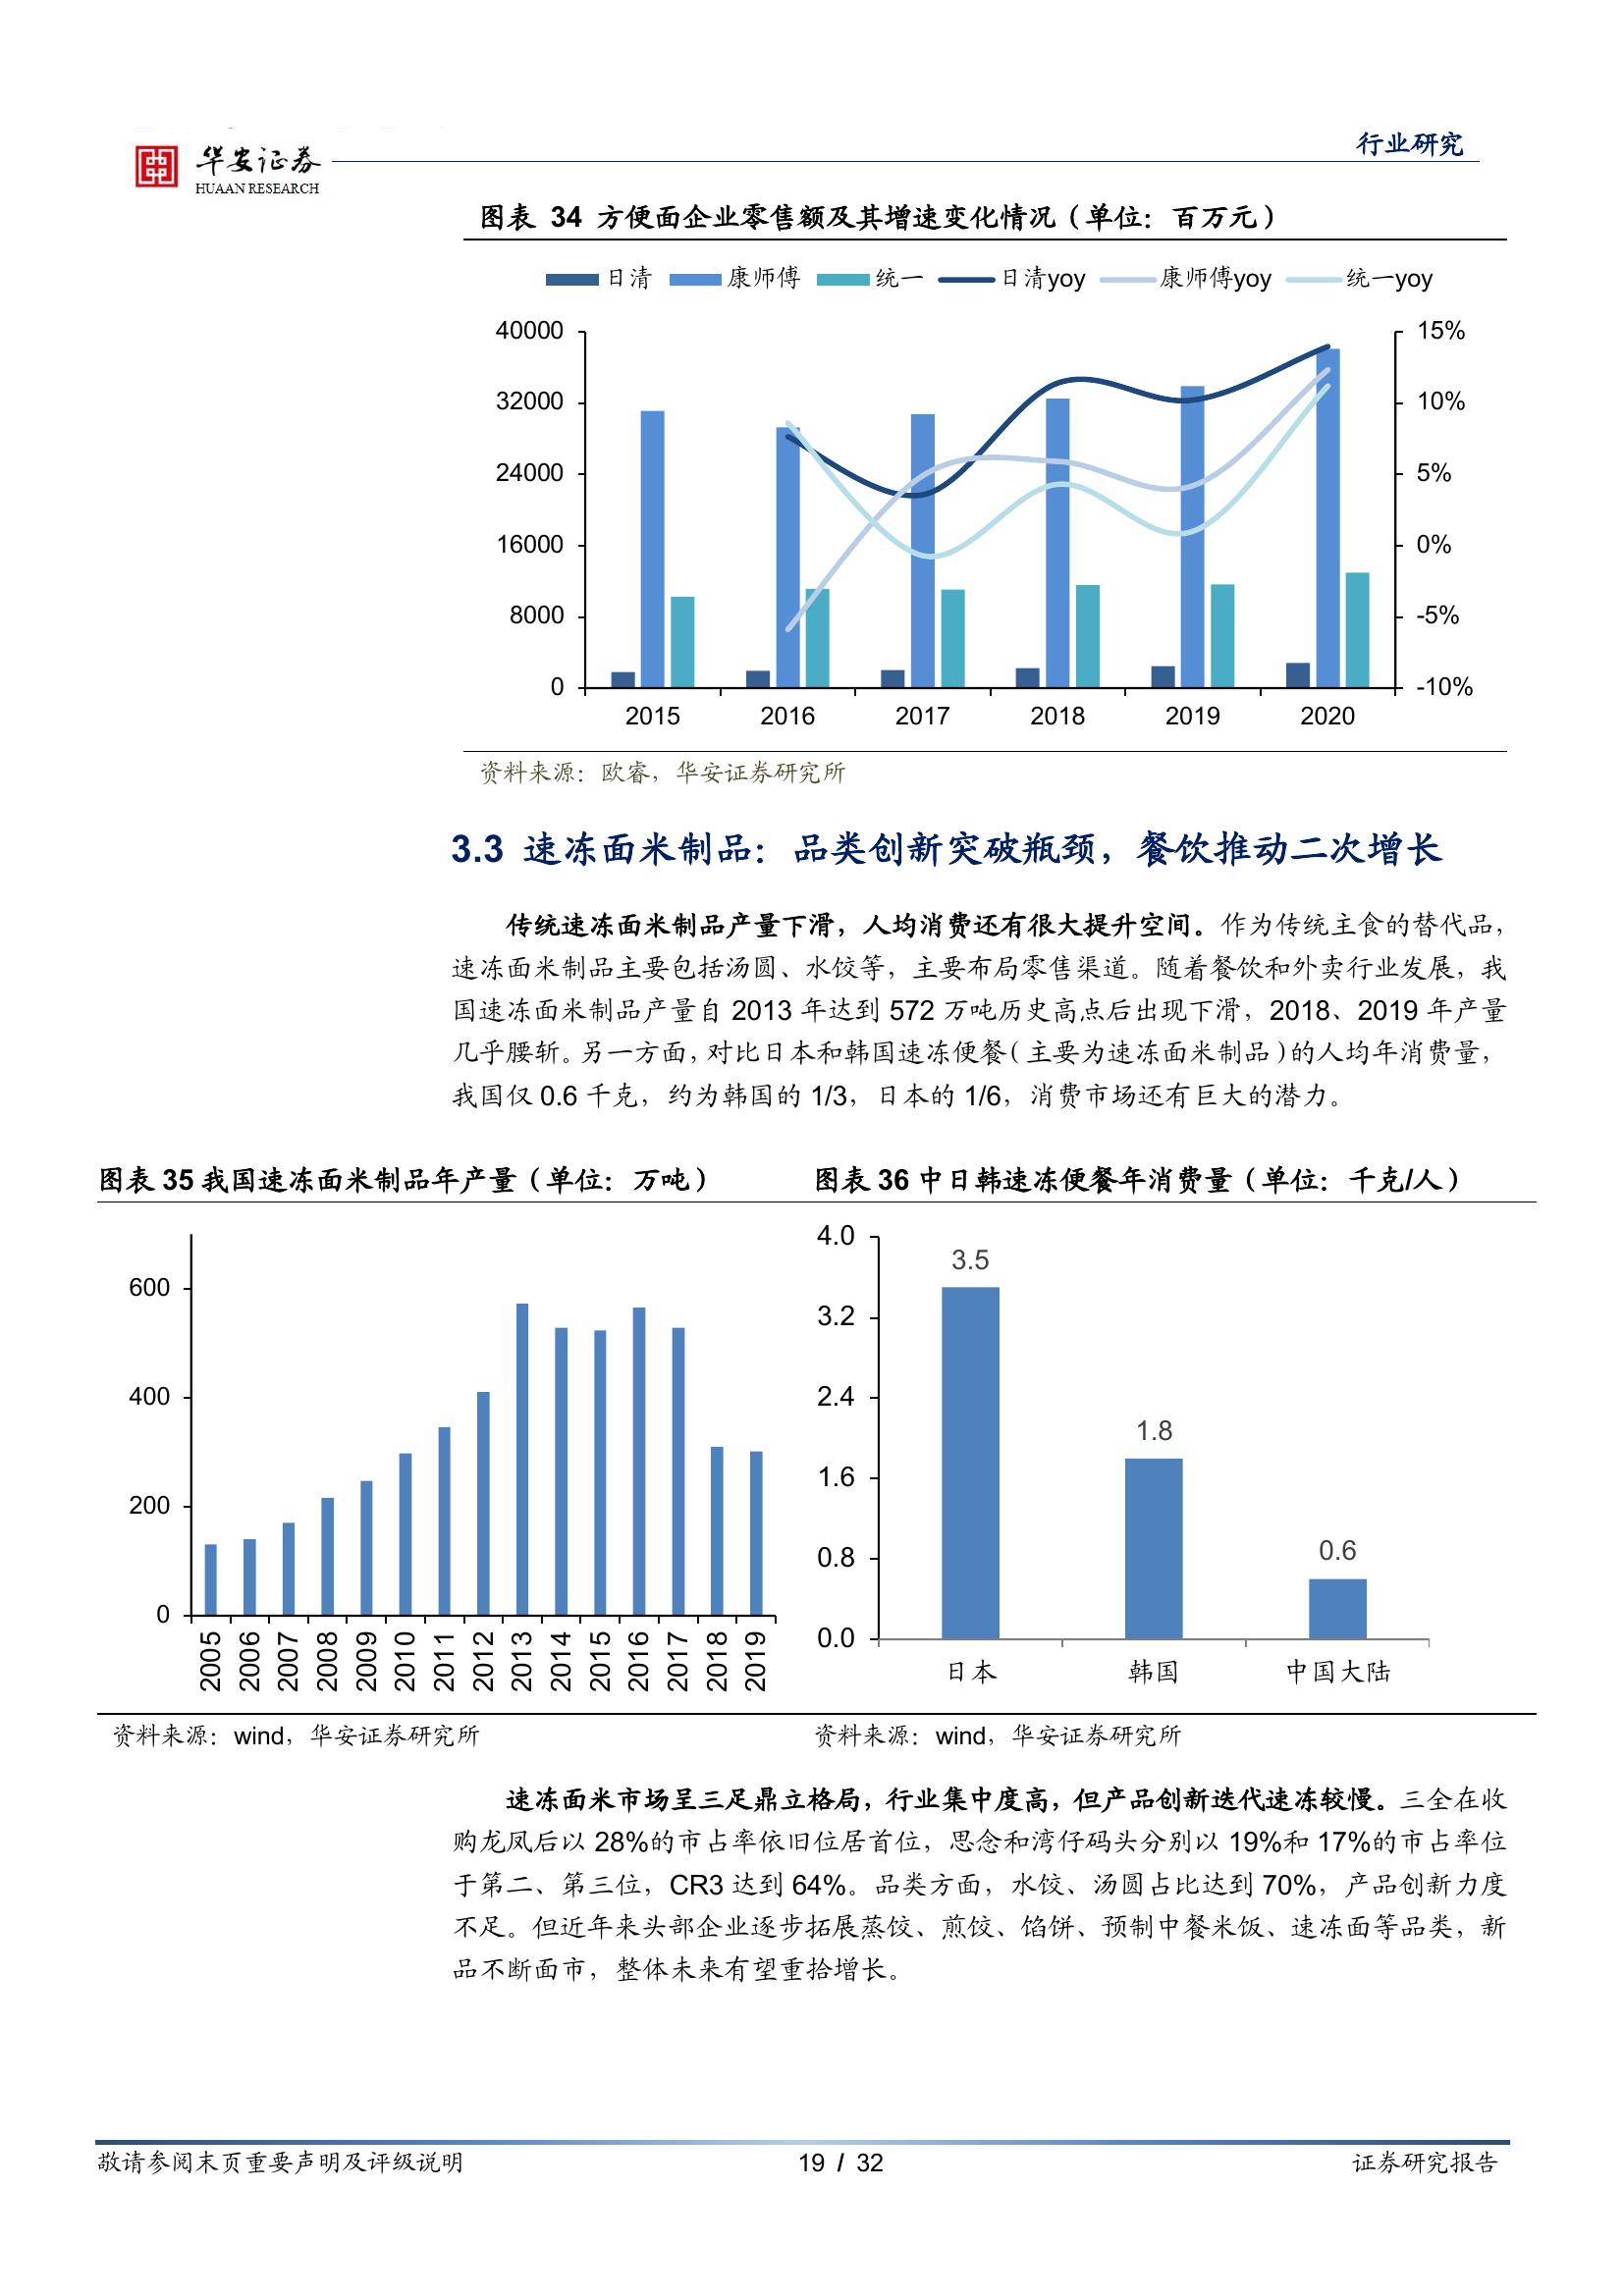 华安证券
HUAAN RESEARCH
行业研究
图表 34 方便面企业零售额及其增速变化情况（单位：百万元）
日清 康师傅 统一 日清yoy 康师傅yoy 统一yoy
40000
32000
24000
16000
8000
0
15%
10%
5%
0%
-5%
-10%
2015 2016 2017 2018 2019 2020
资料来源：欧睿，华安证券研究所
3.3 速冻面米制品：品类创新突破瓶颈，餐饮推动二次增长
传统速冻面米制品产量下滑，人均消费还有很大提升空间。作为传统主食的替代品，
速冻面米制品主要包括汤圆、水饺等，主要布局零售渠道。随着餐饮和外卖行业发展，我
国速冻面米制品产量自 2013 年达到 572 万吨历史高点后出现下滑，2018、2019 年产量
几乎腰斩。另一方面，对比日本和韩国速冻便餐（主要为速冻面米制品）的人均年消费量，
我国仅 0.6 千克，约为韩国的 1/3，日本的 1/6，消费市场还有巨大的潜力。
图表 35 我国速冻面米制品年产量（单位：万吨）
600
400
200
0
2005 2006 2007 2008 2009 2010 2011 2012 2013 2014 2015 2016 2017 2018 2019
资料来源：wind，华安证券研究所
图表 36 中日韩速冻便餐年消费量（单位：千克/人）
4.0
3.2
2.4
1.6
0.8
0.0
3.5
1.8
0.6
日本 韩国 中国大陆
资料来源：wind，华安证券研究所
速冻面米市场呈三足鼎立格局，行业集中度高，但产品创新迭代速冻较慢。三全在收
购龙凤后以 28%的市占率依旧位居首位，思念和湾仔码头分别以 19%和 17%的市占率位
于第二、第三位，CR3 达到 64%。品类方面，水饺、汤圆占比达到 70%，产品创新力度
不足。但近年来头部企业逐步拓展蒸饺、煎饺、馅饼、预制中餐米饭、速冻面等品类，新
品不断面市，整体未来有望重拾增长。
敬请参阅末页重要声明及评级说明
19 / 32
证券研究报告